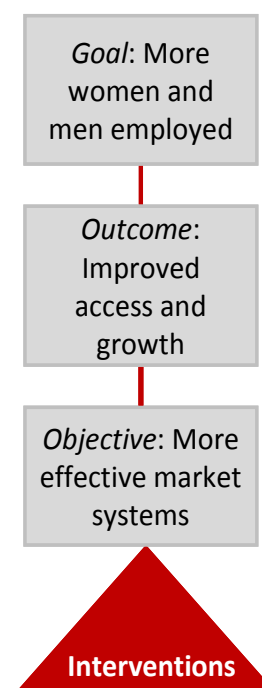 Goal: More
women and
men employed
Outcome:
Improved
access and
growth
Objective: More
effective market
systems
Interventions